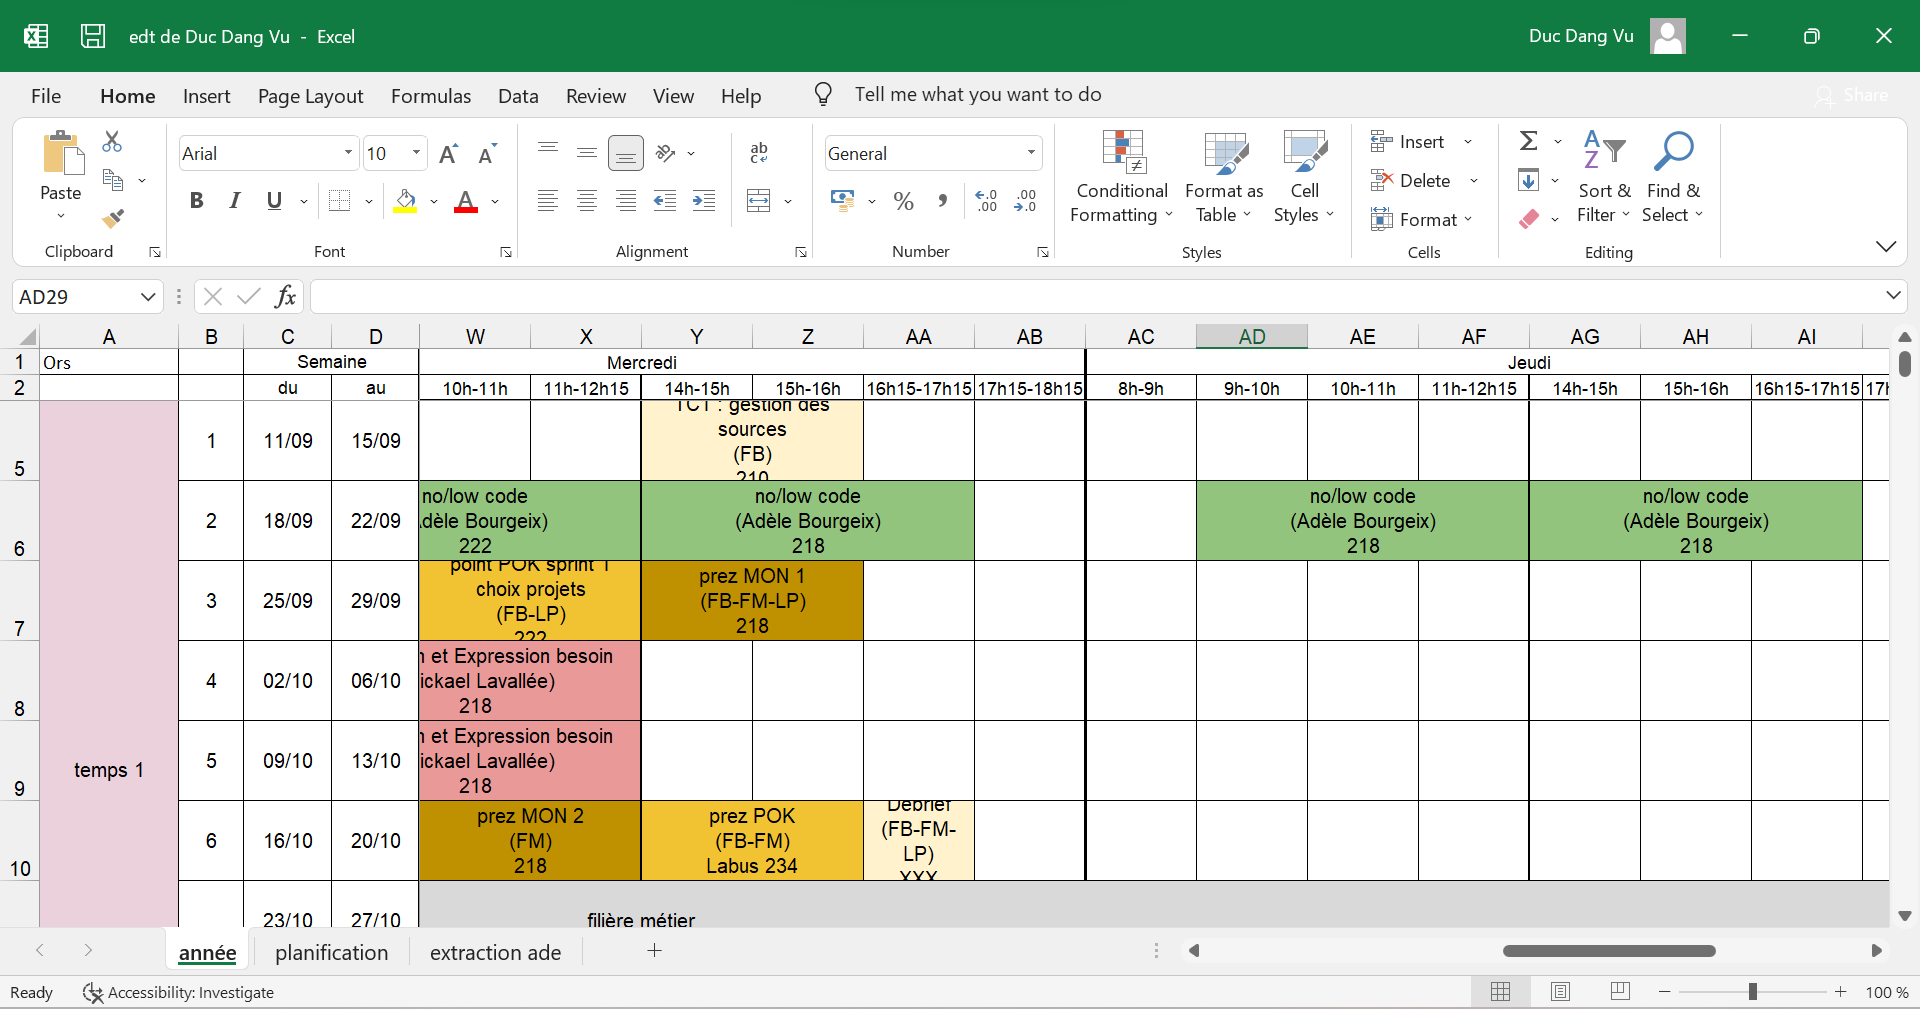 edt de Duc Dang Vu - Excel
Duc Dang Vu
File Home Insert Page Layout Formulas Data Review View Help Tell me what you want to do Share
Paste
Clipboard
Arial 10
B I U
Font
ab
Alignment
General
% ,
Number
Conditional
Formatting
Format as
Table
Cell
Styles
Styles
Insert
Delete
Format
Cells
Sort &
Filter
Find &
Select
Editing
AD29 fx
A B C D W X Y Z AA AB AC AD AE AF AG AH AI
1 Ors Semaine Mercredi Jeudi
2 du au 10h-11h 11h-12h15 14h-15h 15h-16h 16h15-17h15 17h15-18h15 8h-9h 9h-10h 10h-11h 11h-12h15 14h-15h 15h-16h 16h15-17h15 17h
temps 1
5 1 11/09 15/09
TCT : gestion des
sources
(FB)
210
6 2 18/09 22/09
no/low code
dèle Bourgeix)
222
no/low code
(Adèle Bourgeix)
218
no/low code
(Adèle Bourgeix)
218
no/low code
(Adèle Bourgeix)
218
7 3 25/09 29/09
point POK sprint 1
choix projets
(FB-LP)
222
prez MON 1
(FB-FM-LP)
218
8 4 02/10 06/10
et Expression besoin
ickael Lavallée)
218
9 5 09/10 13/10
et Expression besoin
ickael Lavallée)
218
10 6 16/10 20/10
prez MON 2
(FM)
218
prez POK
(FB-FM)
Labus 234
Debrief
(FB-FM-
LP)
XXX
23/10 27/10 filière métier
année planification extraction ade
Ready Accessibility: Investigate 100 %